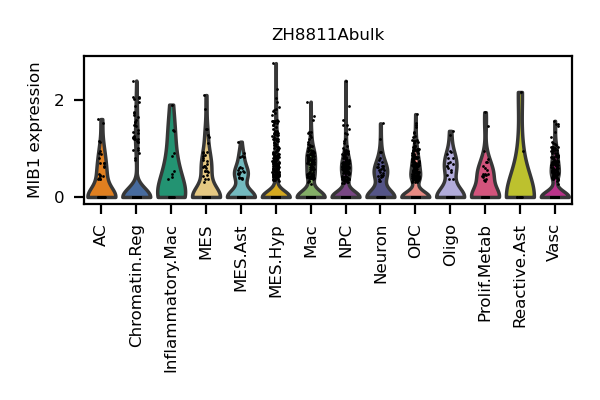 ZH8811Abulk
MIB1 expression
2
0
AC
Chromatin.Reg
Inflammatory.Mac
MES
MES.Ast
MES.Hyp
Mac
NPC
Neuron
OPC
Oligo
Prolif.Metab
Reactive.Ast
Vasc